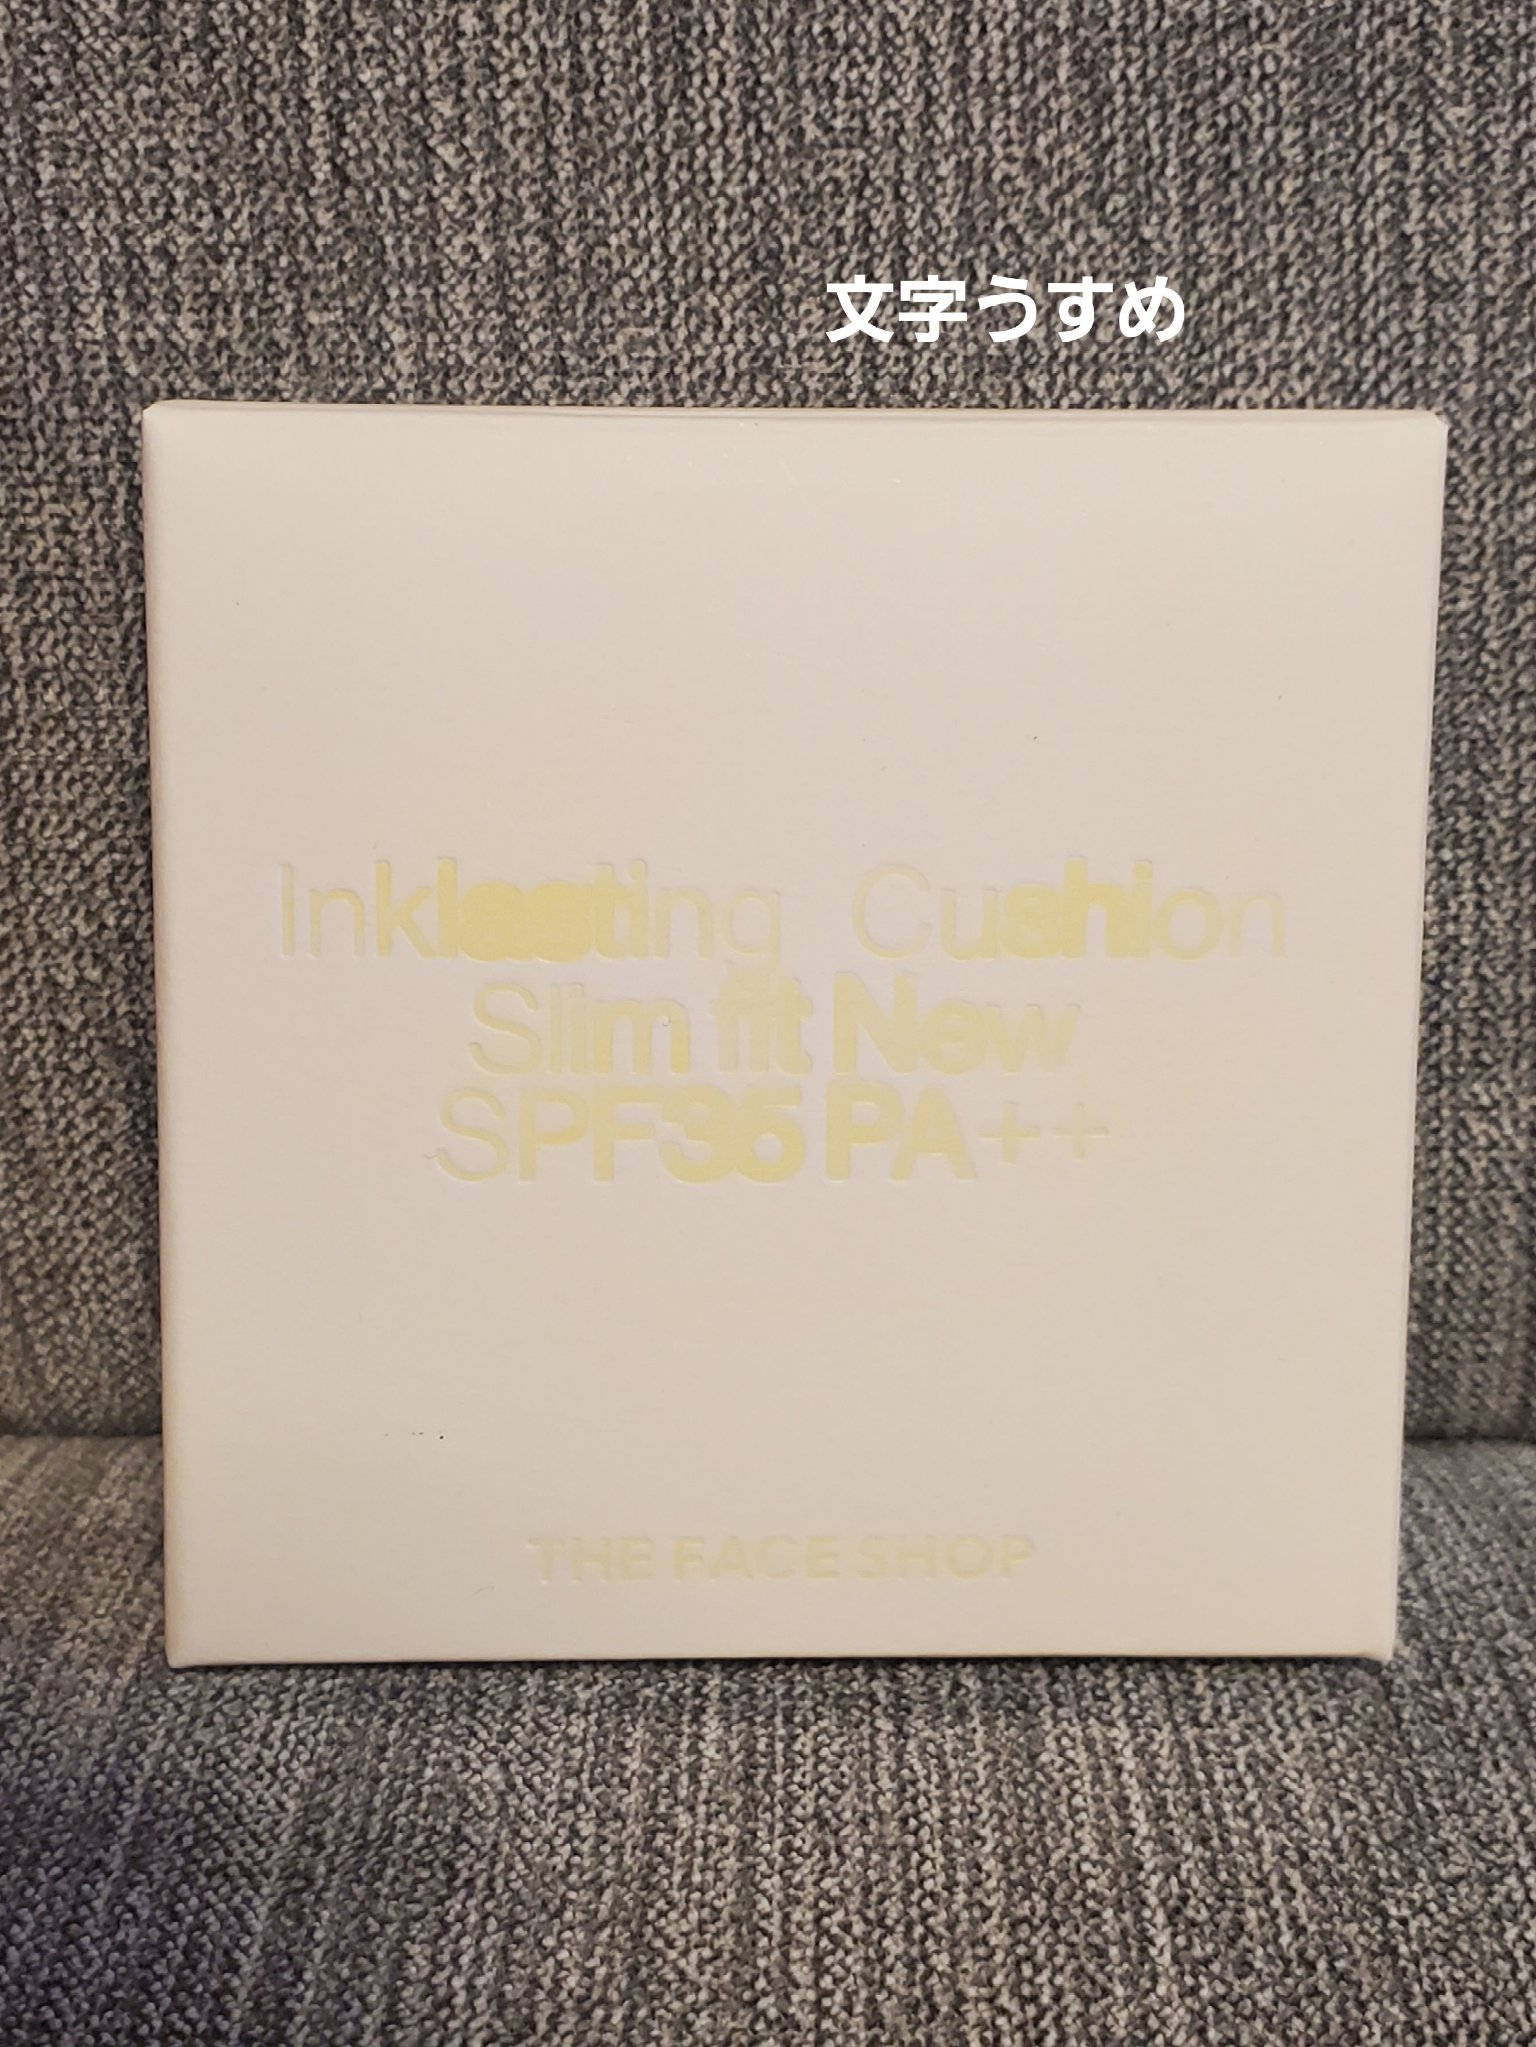 文字うすめ
Inklasting Cushion
Slim fit New
SPF35 PA++
THE FACE SHOP